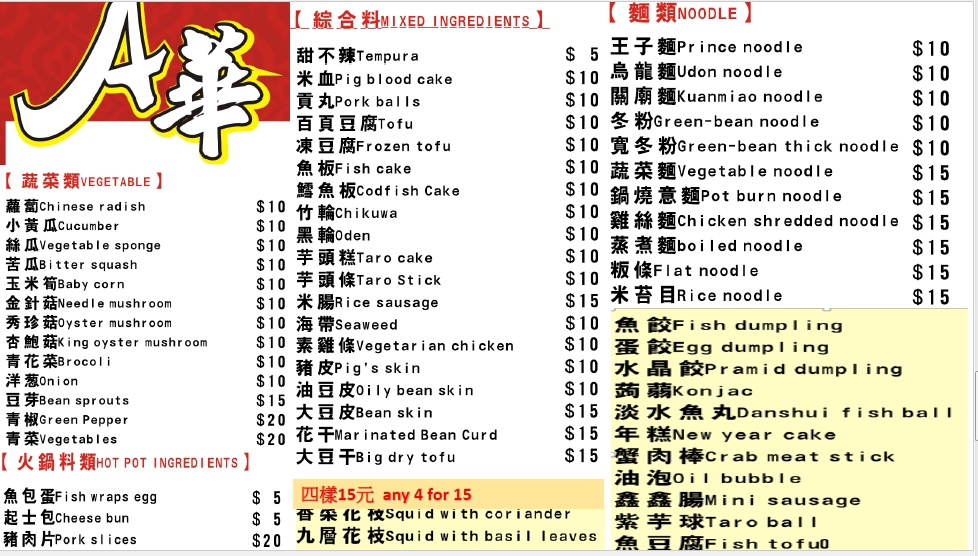 A華
【 蔬菜類VEGETABLE 】
蘿蔔Chinese radish $10
小黃瓜Cucumber $10
絲瓜Vegetable sponge $10
苦瓜Bitter squash $10
玉米筍Baby corn $10
金針菇Needle mushroom $10
秀珍菇Oyster mushroom $10
杏鮑菇King oyster mushroom $10
青花菜Brocoli $10
洋葱Onion $10
豆芽Bean sprouts $15
青椒Green Pepper $20
青菜Vegetables $20
【 火鍋料類HOT POT INGREDIENTS 】
魚包蛋Fish wraps egg $ 5
起士包Cheese bun $ 5
豬肉片Pork slices $20
【 綜合料MIXED INGREDIENTS 】
甜不辣Tempura $ 5
米血Pig blood cake $10
貢丸Pork balls $10
百頁豆腐Tofu $10
凍豆腐Frozen tofu $10
魚板Fish cake $10
鱈魚板Codfish Cake $10
竹輪Chikuwa $10
黑輪Oden $10
芋頭糕Taro cake $10
芋頭條Taro Stick $10
米腸Rice sausage $15
海帶Seaweed $10
素雞條Vegetarian chicken $10
豬皮Pig's skin $10
油豆皮Oily bean skin $10
大豆皮Bean skin $15
花干Marinated Bean Curd $15
大豆干Big dry tofu $15
四樣15元 any 4 for 15
香菜花枝Squid with coriander
九層花枝Squid with basil leaves
【 麵類NOODLE 】
王子麵Prince noodle $10
烏龍麵Udon noodle $10
關廟麵Kuanmiao noodle $10
冬粉Green-bean noodle $10
寬冬粉Green-bean thick noodle $10
蔬菜麵Vegetable noodle $15
鍋燒意麵Pot burn noodle $15
雞絲麵Chicken shredded noodle $15
蒸煮麵boiled noodle $15
粄條Flat noodle $15
米苔目Rice noodle $15
魚餃Fish dumpling
蛋餃Egg dumpling
水晶餃Pramid dumpling
蒟蒻Konjac
淡水魚丸Danshui fish ball
年糕New year cake
蟹肉棒Crab meat stick
油泡Oil bubble
鑫鑫腸Mini sausage
紫芋球Taro ball
魚豆腐Fish tofu0